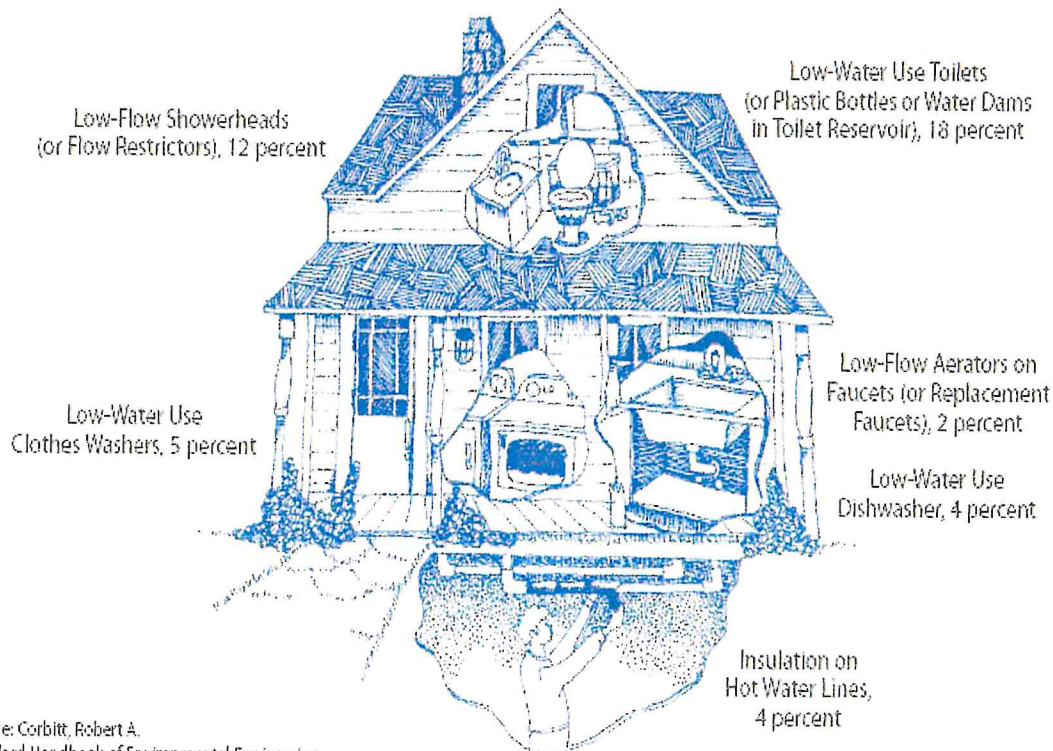 Low-Flow Showerheads
(or Flow Restrictors), 12 percent
Low-Water Use Toilets
(or Plastic Bottles or Water Dams
in Toilet Reservoir), 18 percent
Low-Water Use
Clothes Washers, 5 percent
Low-Flow Aerators on
Faucets (or Replacement
Faucets), 2 percent
Low-Water Use
Dishwasher, 4 percent
Insulation on
Hot Water Lines,
4 percent
Corbitt, Robert A.